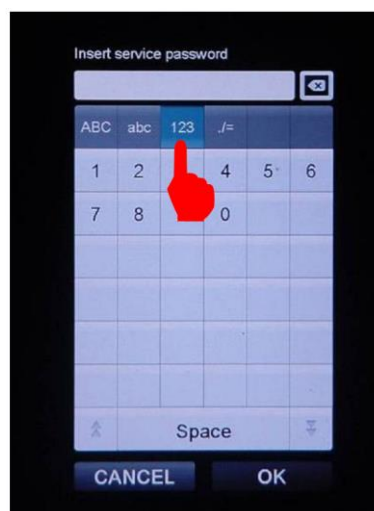 Insert service password
ABC abc 123 ./=
1 2 4 5 6
7 8 0
Space
CANCEL OK